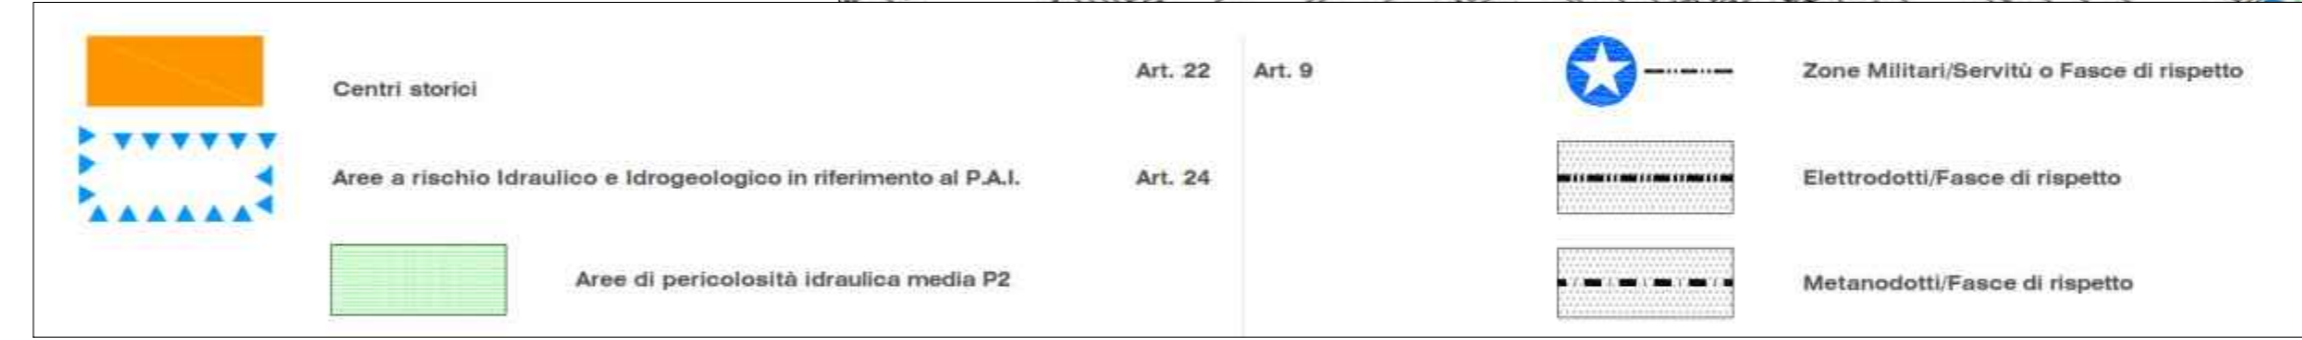 Centri storici Art. 22
Aree a rischio Idraulico e Idrogeologico in riferimento al P.A.I. Art. 24
Aree di pericolosità idraulica media P2
Art. 9 Zone Militari/Servitù o Fasce di rispetto
Elettrodotti/Fasce di rispetto
Metanodotti/Fasce di rispetto